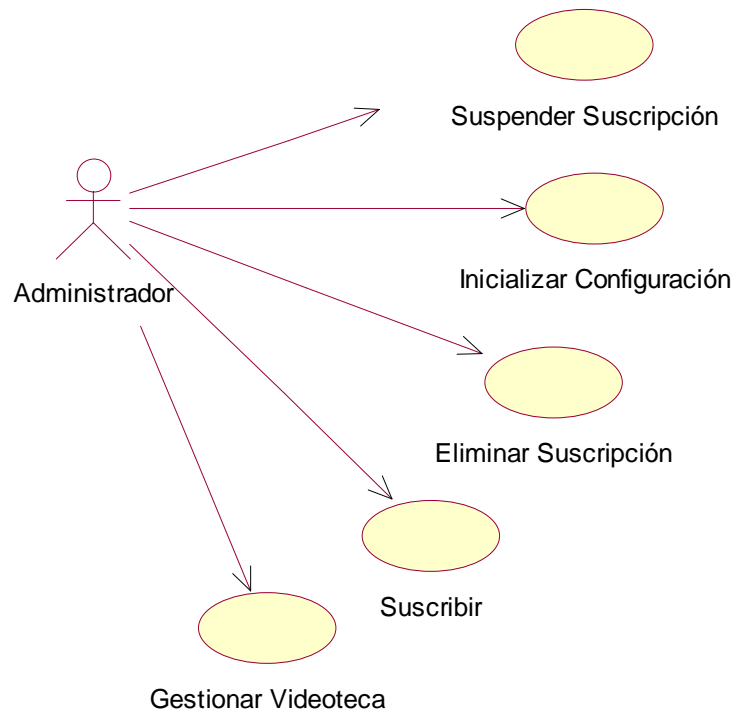 Suspender Suscripción
Inicializar Configuración
Administrador
Eliminar Suscripción
Suscribir
Gestionar Videoteca